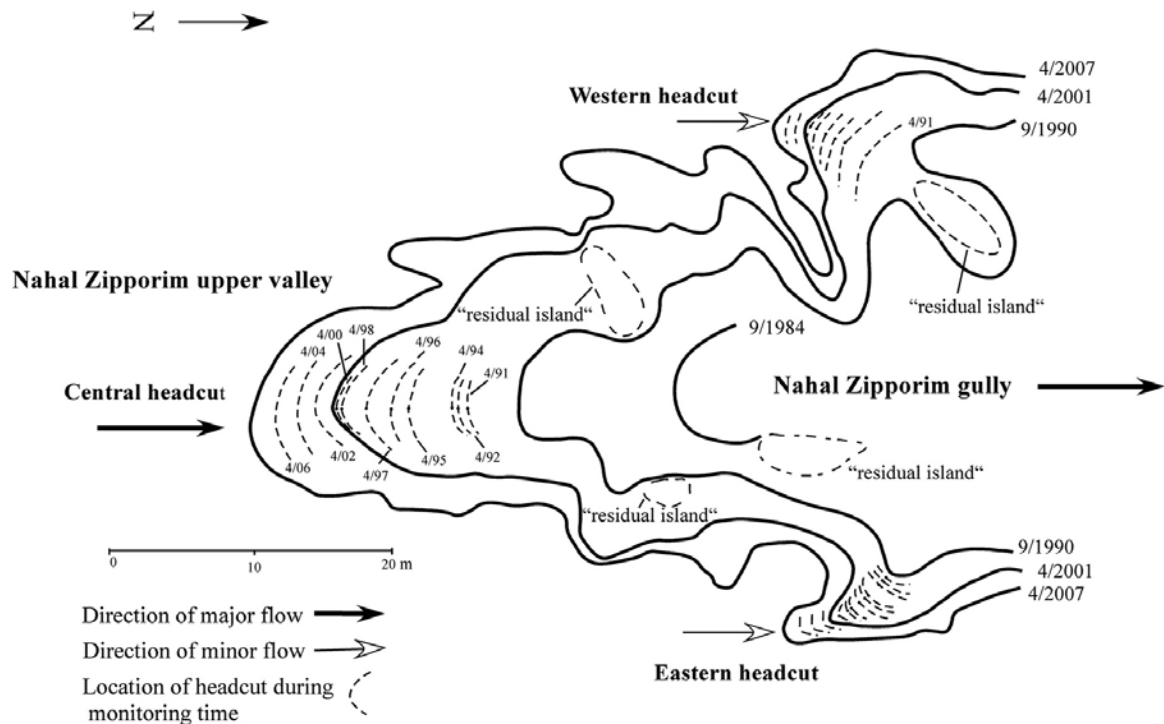 N
4/2007
Western headcut
4/2001
4/91
9/1990
Nahal Zipporim upper valley
“residual island“
“residual island“
9/1984
4/98
4/00
4/96
4/04
4/94
4/91
Central headcut
Nahal Zipporim gully
4/06
4/02
4/97
4/95
4/92
“residual island“
“residual island“
0
10
20 m
9/1990
4/2001
4/2007
Direction of major flow
Direction of minor flow
Eastern headcut
Location of headcut during
monitoring time